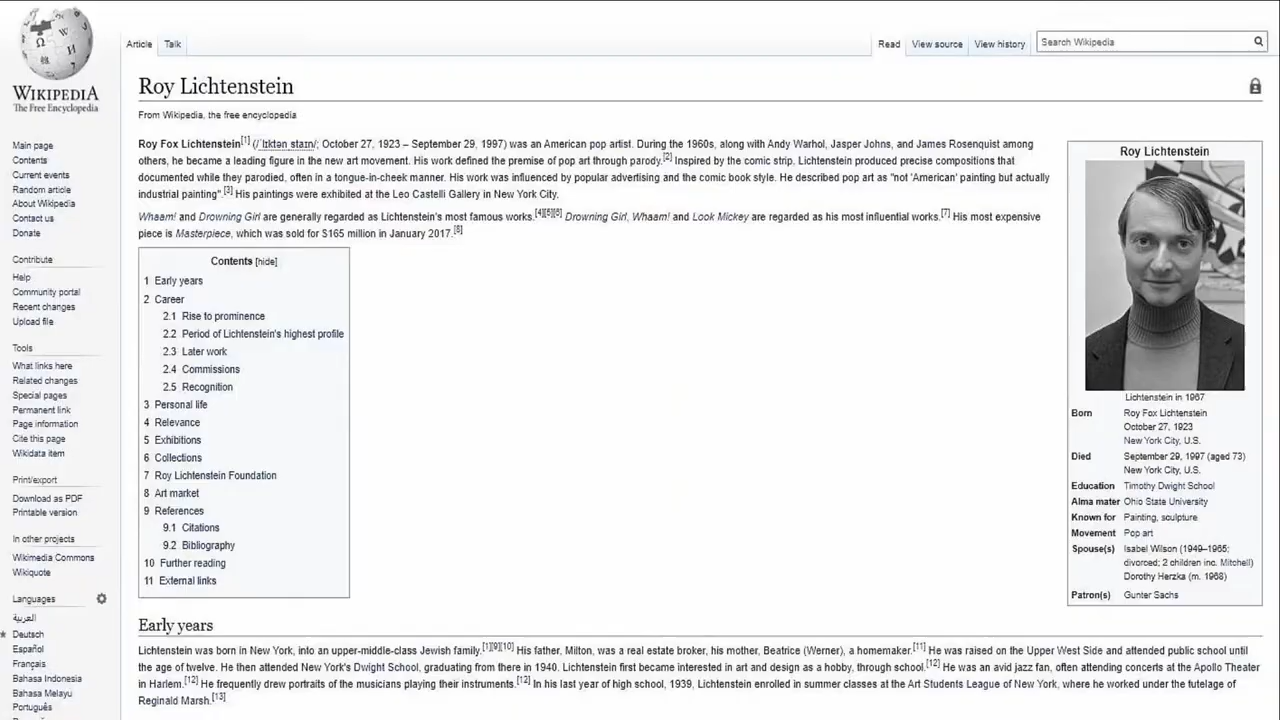 WIKIPEDIA
The Free Encyclopedia
Main page
Contents
Current events
Random article
About Wikipedia
Contact us
Donate
Contribute
Help
Community portal
Recent changes
Upload file
Tools
What links here
Related changes
Special pages
Permanent link
Page information
Cite this page
Wikidata item
Print/export
Download as PDF
Printable version
In other projects
Wikimedia Commons
Wikiquote
Languages
العربية
Deutsch
Español
Français
Bahasa Indonesia
Bahasa Melayu
Português
Article Talk
Read View source View history Search Wikipedia
Roy Lichtenstein
From Wikipedia, the free encyclopedia
Roy Fox Lichtenstein[1] (/ˈlɪktənˌstaɪn/; October 27, 1923 – September 29, 1997) was an American pop artist. During the 1960s, along with Andy Warhol, Jasper Johns, and James Rosenquist among
others, he became a leading figure in the new art movement. His work defined the premise of pop art through parody.[2] Inspired by the comic strip. Lichtenstein produced precise compositions that
documented while they parodied, often in a tongue-in-cheek manner. His work was influenced by popular advertising and the comic book style. He described pop art as "not 'American' painting but actually
industrial painting".[3] His paintings were exhibited at the Leo Castelli Gallery in New York City.
Whaam! and Drowning Girl are generally regarded as Lichtenstein's most famous works.[4][5][6] Drowning Girl, Whaam! and Look Mickey are regarded as his most influential works.[7] His most expensive
piece is Masterpiece, which was sold for $165 million in January 2017.[8]
Contents [hide]
1 Early years
2 Career
2.1 Rise to prominence
2.2 Period of Lichtenstein's highest profile
2.3 Later work
2.4 Commissions
2.5 Recognition
3 Personal life
4 Relevance
5 Exhibitions
6 Collections
7 Roy Lichtenstein Foundation
8 Art market
9 References
9.1 Citations
9.2 Bibliography
10 Further reading
11 External links
Roy Lichtenstein
Lichtenstein in 1967
Born Roy Fox Lichtenstein
October 27, 1923
New York City, U.S.
Died September 29, 1997 (aged 73)
New York City, U.S.
Education Timothy Dwight School
Alma mater Ohio State University
Known for Painting, sculpture
Movement Pop art
Spouse(s) Isabel Wilson (1949–1965;
divorced; 2 children inc. Mitchell)
Dorothy Herzka (m. 1968)
Patron(s) Gunter Sachs
Early years
Lichtenstein was born in New York, into an upper-middle-class Jewish family.[1][9][10] His father, Milton, was a real estate broker, his mother, Beatrice (Werner), a homemaker.[11] He was raised on the Upper West Side and attended public school until
the age of twelve. He then attended New York's Dwight School, graduating from there in 1940. Lichtenstein first became interested in art and design as a hobby, through school.[12] He was an avid jazz fan, often attending concerts at the Apollo Theater
in Harlem.[12] He frequently drew portraits of the musicians playing their instruments.[12] In his last year of high school, 1939, Lichtenstein enrolled in summer classes at the Art Students League of New York, where he worked under the tutelage of
Reginald Marsh.[13]